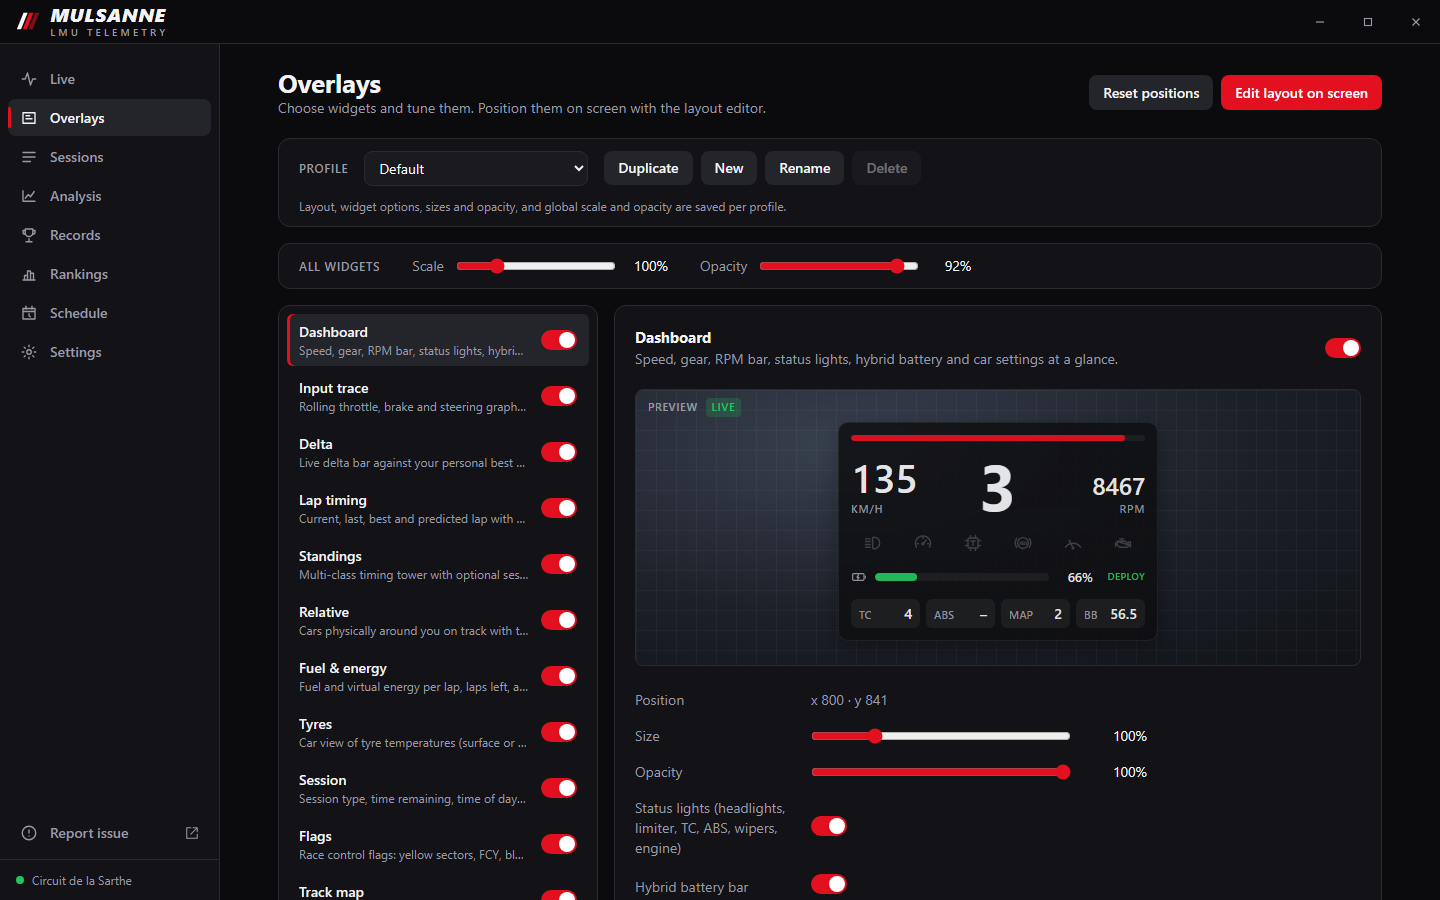 MULSANNE
LMU TELEMETRY
Live
Overlays
Sessions
Analysis
Records
Rankings
Schedule
Settings
Report issue
Circuit de la Sarthe
Overlays
Choose widgets and tune them. Position them on screen with the layout editor.
Reset positions
Edit layout on screen
PROFILE
Default
Duplicate
New
Rename
Delete
Layout, widget options, sizes and opacity, and global scale and opacity are saved per profile.
ALL WIDGETS
Scale
100%
Opacity
92%
Dashboard
Speed, gear, RPM bar, status lights, hybri...
Input trace
Rolling throttle, brake and steering graph...
Delta
Live delta bar against your personal best ...
Lap timing
Current, last, best and predicted lap with ...
Standings
Multi-class timing tower with optional ses...
Relative
Cars physically around you on track with t...
Fuel & energy
Fuel and virtual energy per lap, laps left, a...
Tyres
Car view of tyre temperatures (surface or ...
Session
Session type, time remaining, time of day...
Flags
Race control flags: yellow sectors, FCY, bl...
Track map
Dashboard
Speed, gear, RPM bar, status lights, hybrid battery and car settings at a glance.
PREVIEW
LIVE
135
KM/H
3
8467
RPM
66%
DEPLOY
TC 4
ABS –
MAP 2
BB 56.5
Position
x 800 · y 841
Size
100%
Opacity
100%
Status lights (headlights,
limiter, TC, ABS, wipers,
engine)
Hybrid battery bar